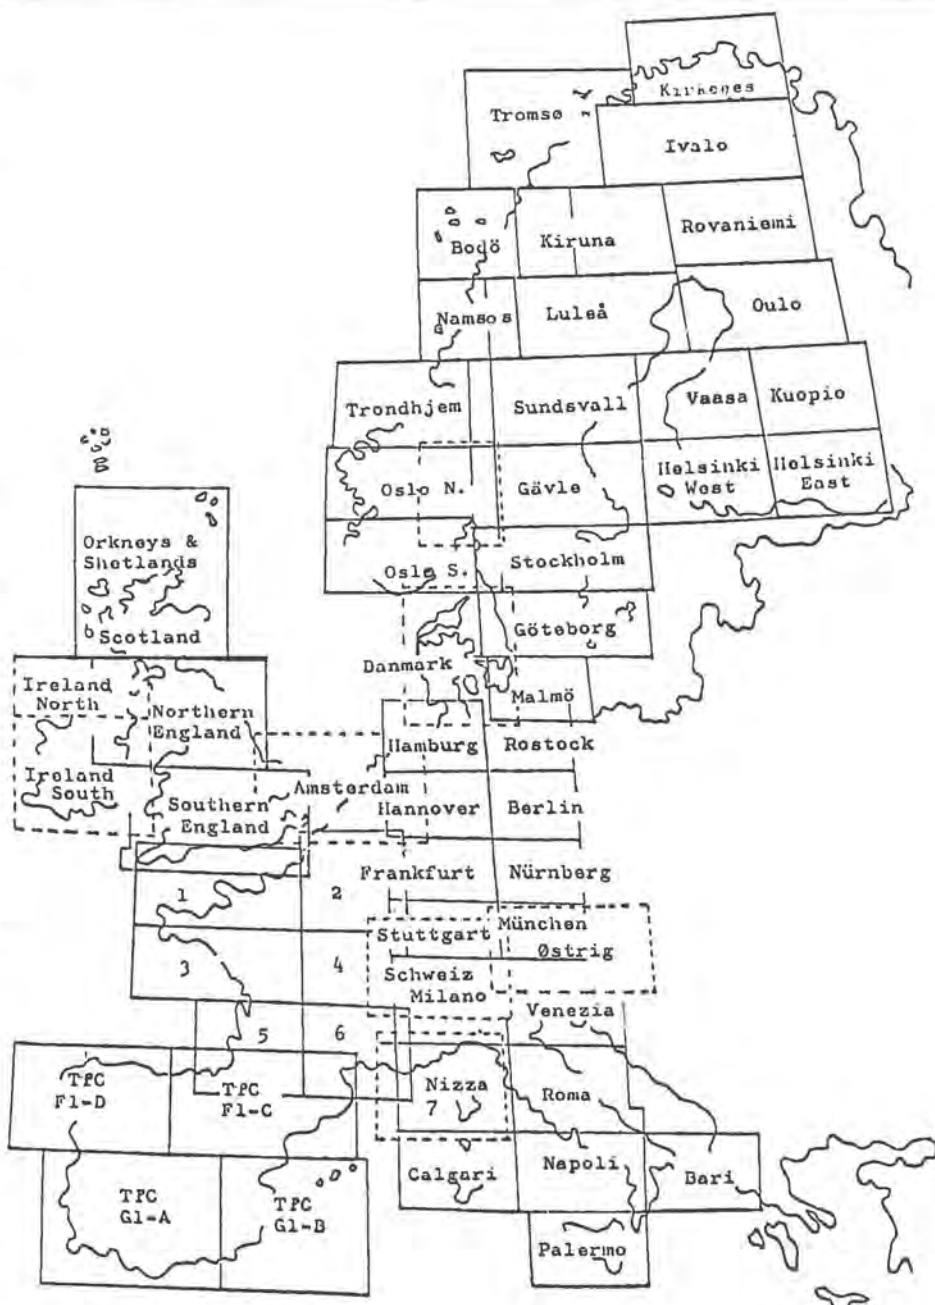 Kirkenes
Tromsø
Ivalo
Rovaniemi
Bodö
Kiruna
Namsos
Luleå
Oulo
Trondhjem
Sundsvall
Vaasa
Kuopio
Oslo N.
Gävle
Helsinki
West
Helsinki
East
Orkneys &
Shetlands
Oslo S.
Stockholm
Scotland
Göteborg
Danmark
Ireland
North
Northern
England
Malmö
Hamburg
Rostock
Ireland
South
Southern
England
Amsterdam
Hannover
Berlin
1
2
Frankfurt
Nürnberg
3
4
Stuttgart
München
Østrig
Schweiz
Milano
5
6
Venezia
TPC
F1-D
TPC
F1-C
Nizza
7
Roma
TPC
G1-A
TPC
G1-B
Calgari
Napoli
Bari
Palermo